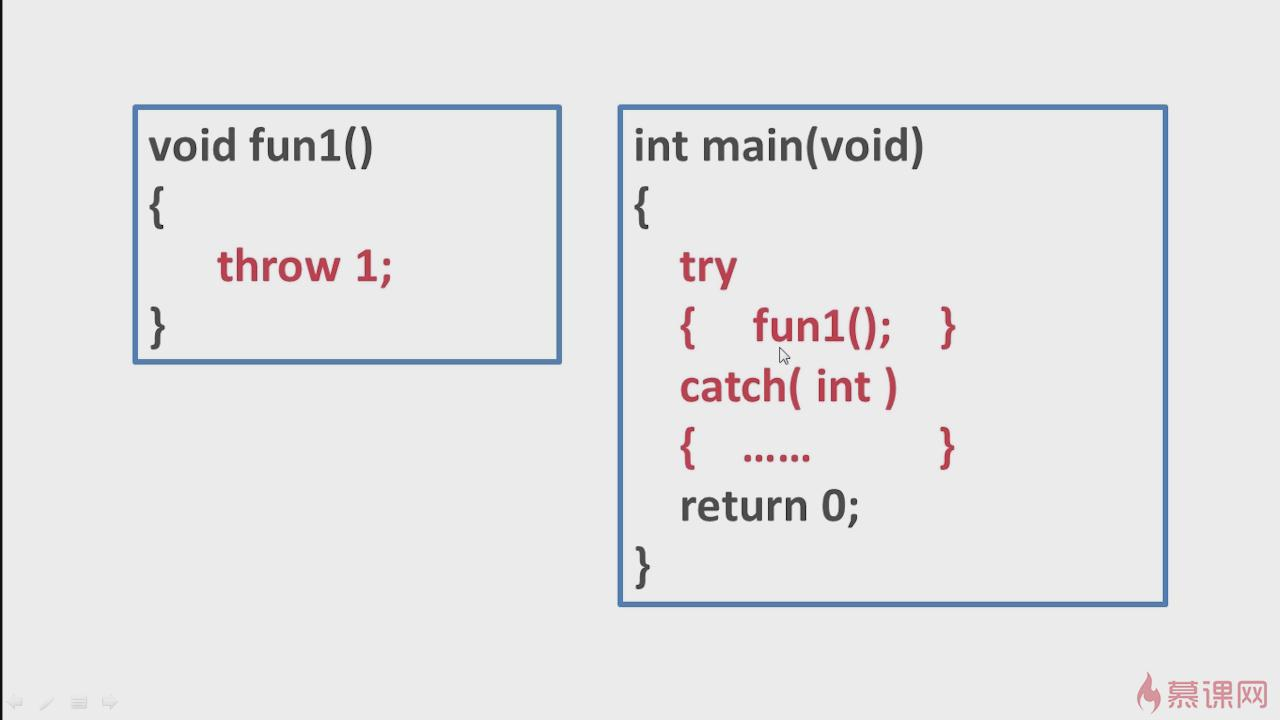 void fun1()
{
throw 1;
}
int main(void)
{
try
{ fun1(); }
catch( int )
{ …… }
return 0;
}
慕课网